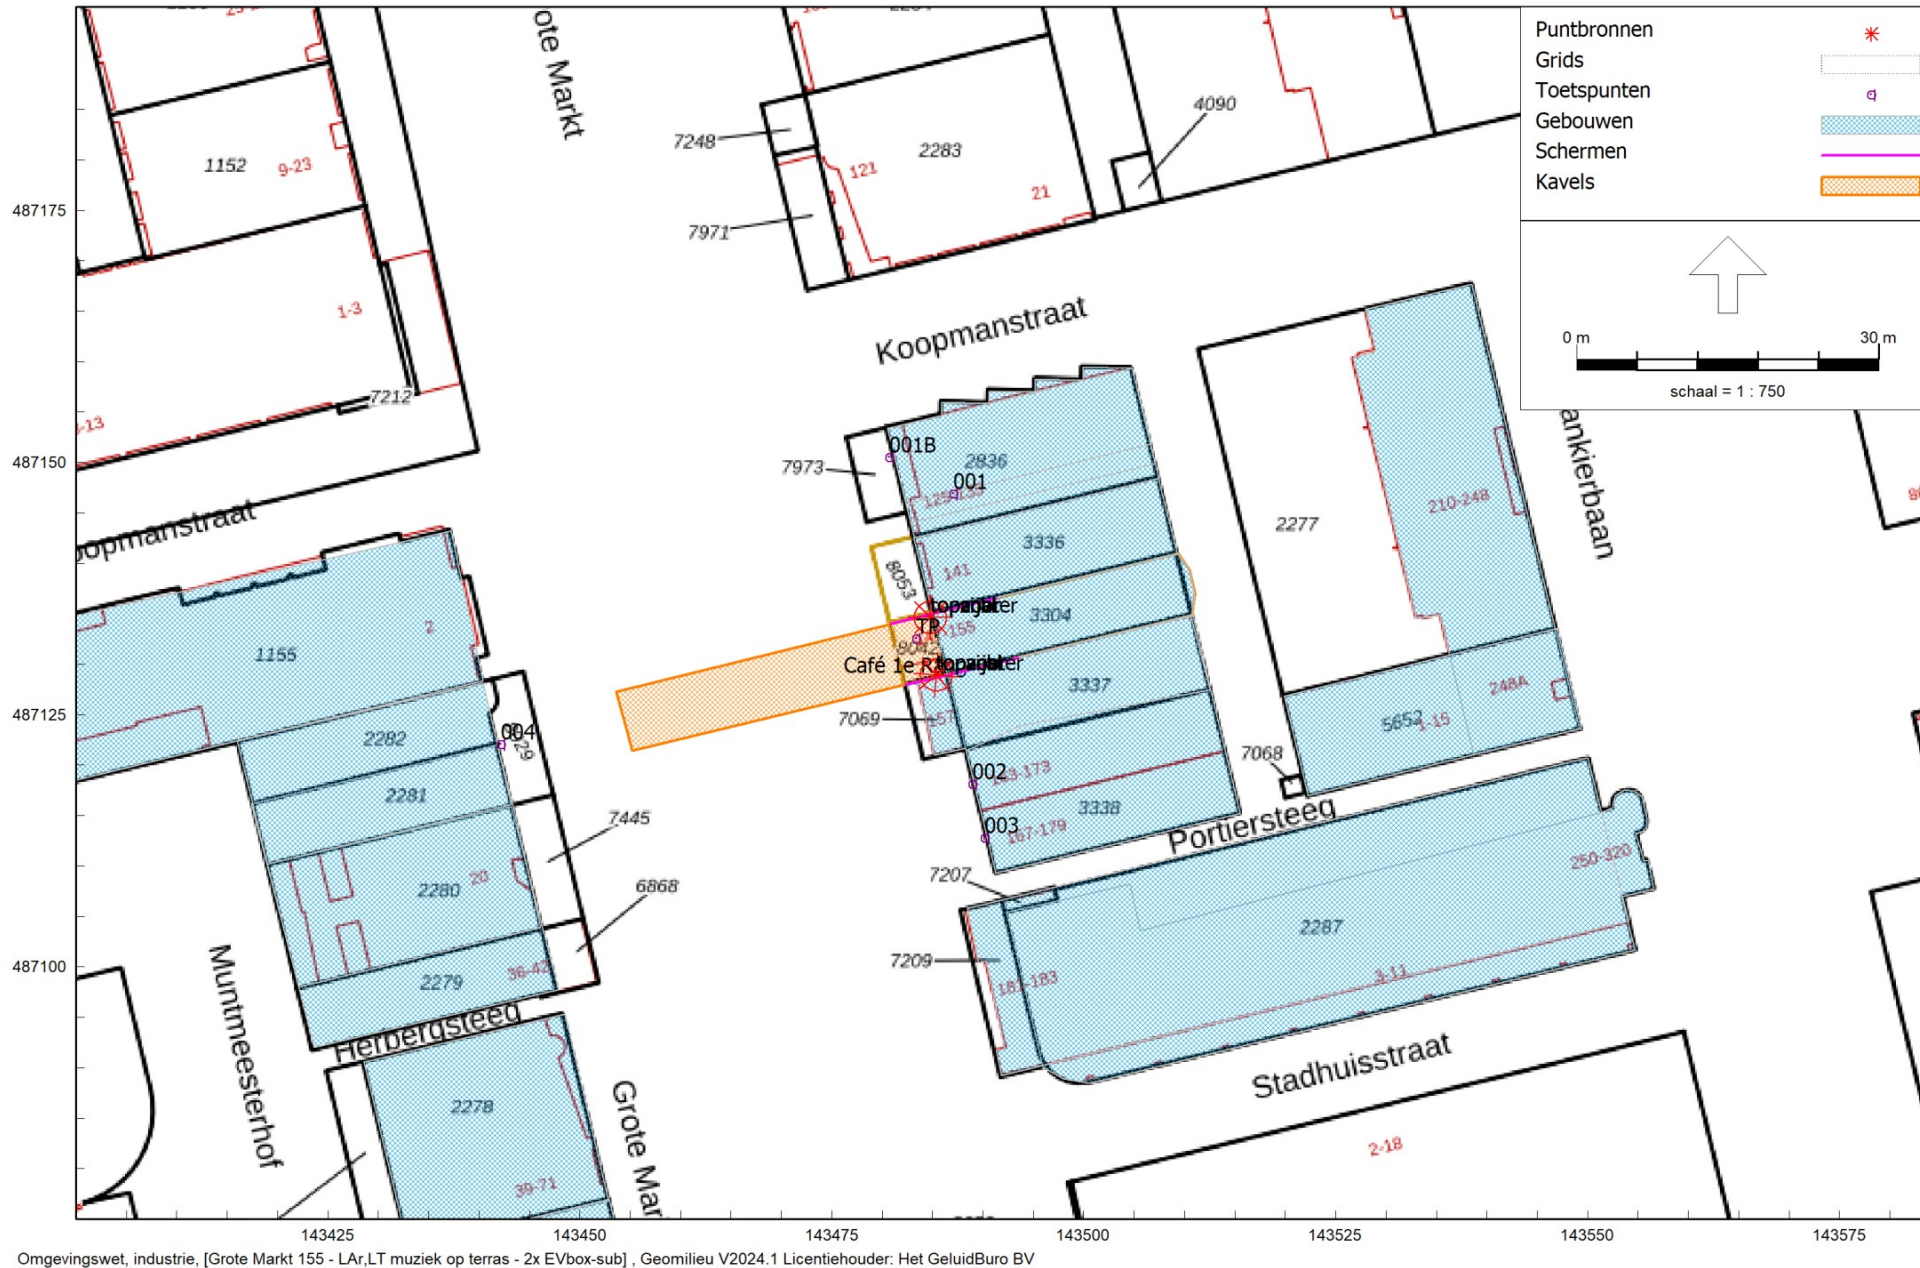 Puntbronnen
Grids
Toetspunten
Gebouwen
Schermen
Kavels
0 m 30 m
schaal = 1 : 750
4090
7248
2283
121
21
7971
1152
9-23
487175
1-3
Koopmanstraat
7212
487150
7973
001B
2836
001
2277
210-248
3336
141
8053
3304
155
TP
8042
Café 1e R
3337
7069
157
1155
2
487125
2282
004
2281
7445
248A
5652
1-15
7068
002
163-173
3338
003
167-179
Portiersteeg
250-320
7207
2280
20
6868
2287
7209
181-183
3-11
487100
2279
36-42
Herbergsteeg
Muntmeesterhof
Stadhuisstraat
2278
39-71
2-18
143425 143450 143475 143500 143525 143550 143575
Omgevingswet, industrie, [Grote Markt 155 - LAr,LT muziek op terras - 2x EVbox-sub] , Geomilieu V2024.1 Licentiehouder: Het GeluidBuro BV